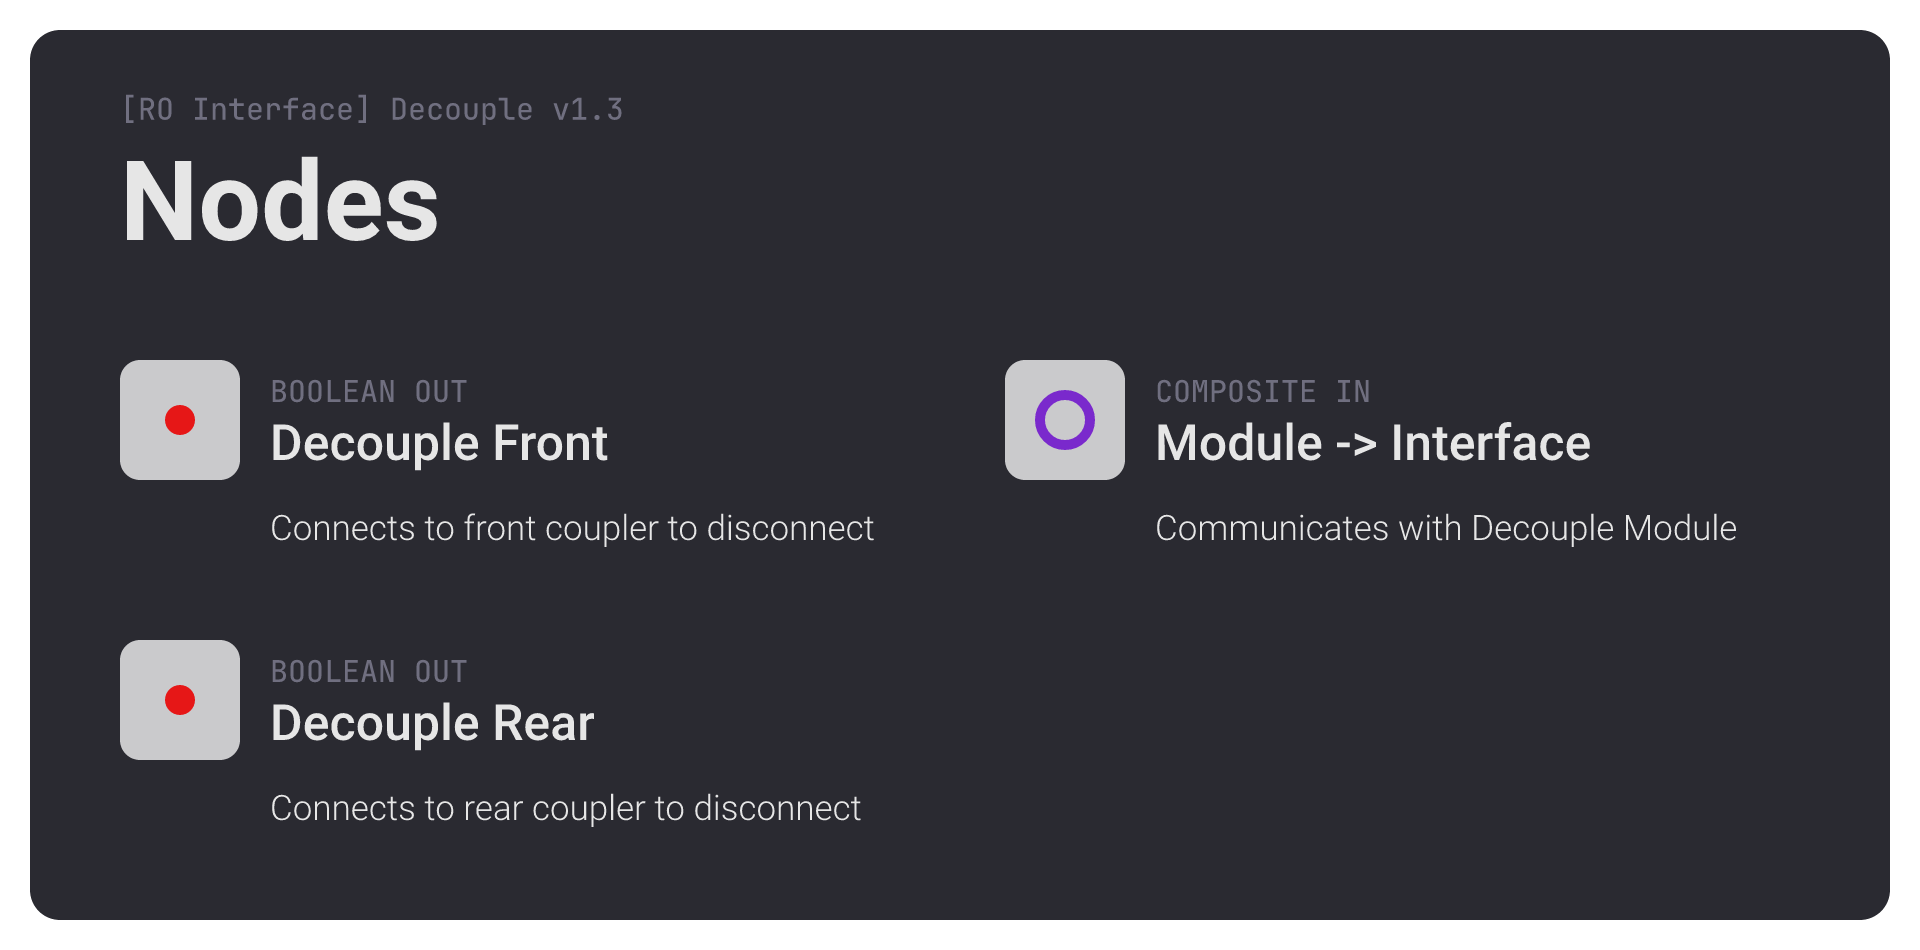 [RO Interface] Decouple v1.3
Nodes
BOOLEAN OUT
Decouple Front
Connects to front coupler to disconnect
COMPOSITE IN
Module -> Interface
Communicates with Decouple Module
BOOLEAN OUT
Decouple Rear
Connects to rear coupler to disconnect